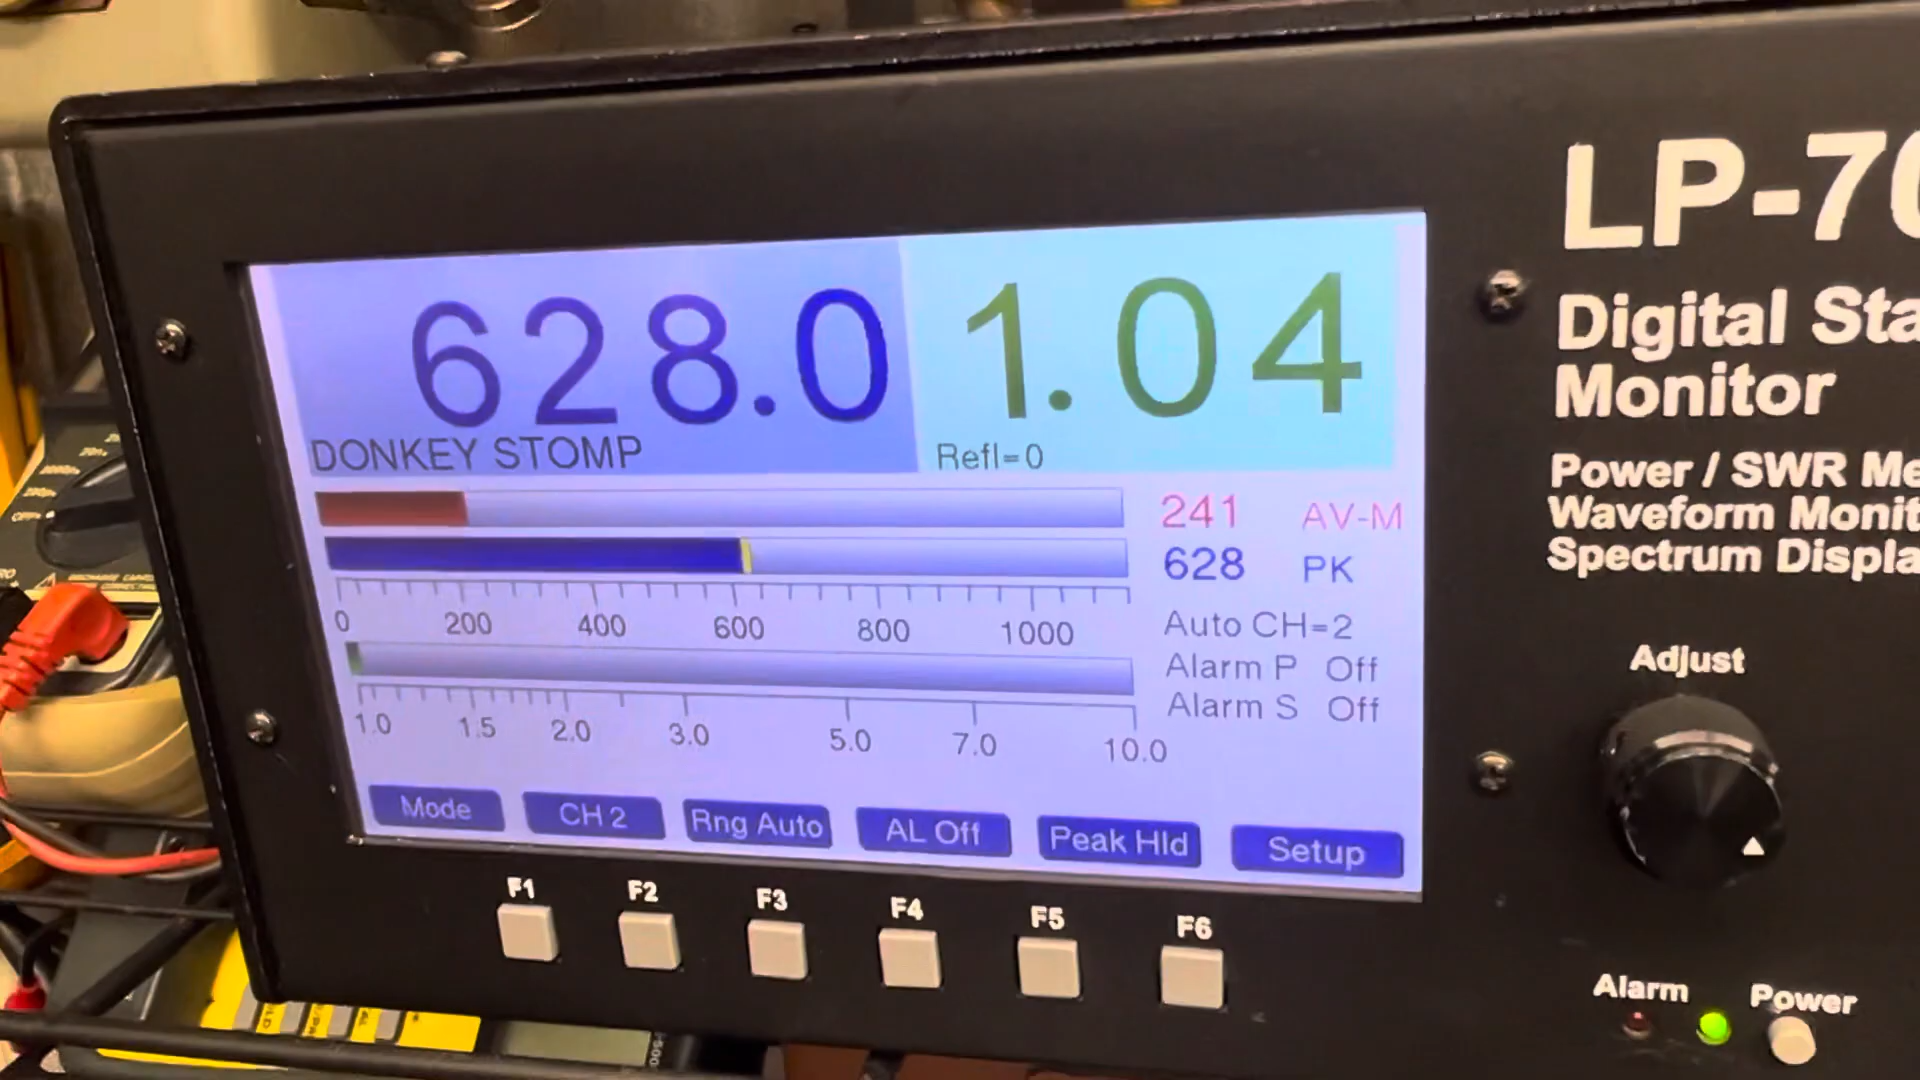 LP-70
Digital Sta
Monitor
Power / SWR Me
Waveform Monit
Spectrum Displa
628.0
1.04
DONKEY STOMP
Refl=0
241 AV-M
628 PK
0 200 400 600 800 1000
Auto CH=2
Alarm P Off
Alarm S Off
1.0 1.5 2.0 3.0 5.0 7.0 10.0
Mode CH 2 Rng Auto AL Off Peak Hld Setup
F1 F2 F3 F4 F5 F6
Adjust
Alarm Power